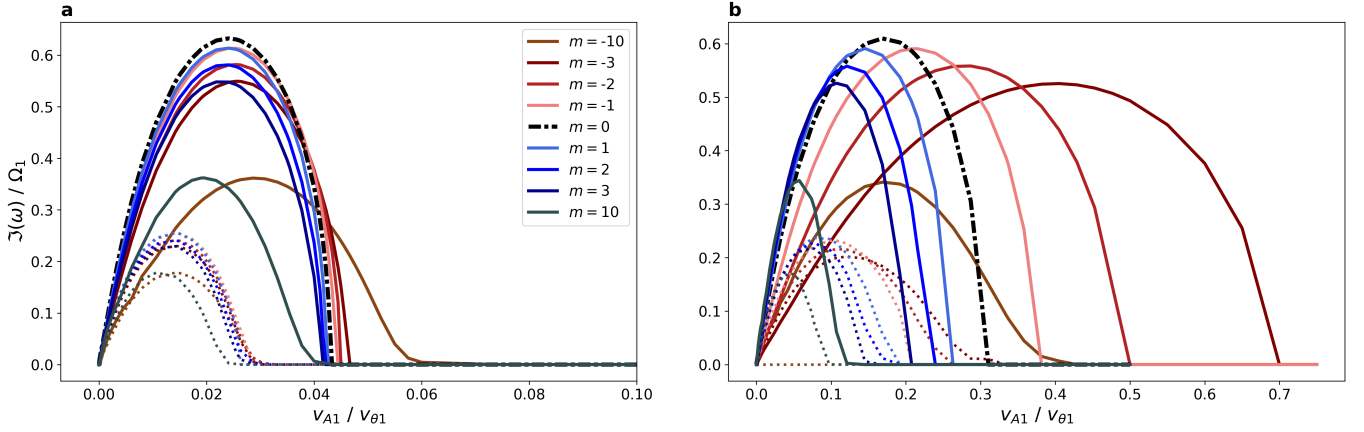 a
ℑ(ω) / Ω1
0.6
0.5
0.4
0.3
0.2
0.1
0.0
0.00 0.02 0.04 0.06 0.08 0.10
vA1 / vθ1
m = -10
m = -3
m = -2
m = -1
m = 0
m = 1
m = 2
m = 3
m = 10
b
0.6
0.5
0.4
0.3
0.2
0.1
0.0
0.0 0.1 0.2 0.3 0.4 0.5 0.6 0.7
vA1 / vθ1